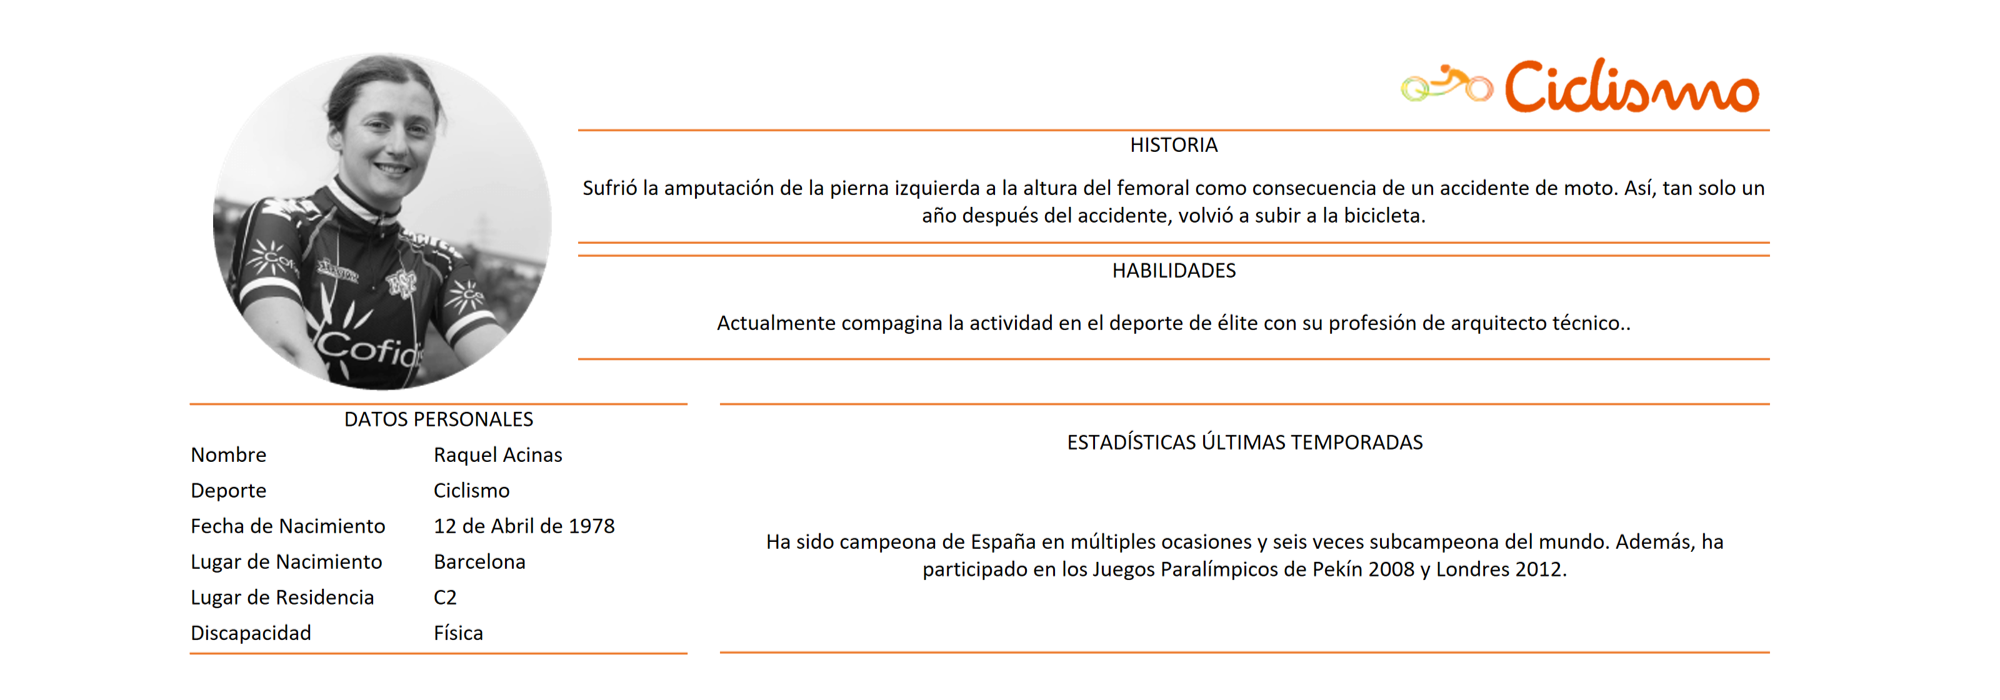 Ciclismo
HISTORIA
Sufrió la amputación de la pierna izquierda a la altura del femoral como consecuencia de un accidente de moto. Así, tan solo un
año después del accidente, volvió a subir a la bicicleta.
HABILIDADES
Actualmente compagina la actividad en el deporte de élite con su profesión de arquitecto técnico..
Cofidis
DATOS PERSONALES
Nombre Raquel Acinas
Deporte Ciclismo
Fecha de Nacimiento 12 de Abril de 1978
Lugar de Nacimiento Barcelona
Lugar de Residencia C2
Discapacidad Física
ESTADÍSTICAS ÚLTIMAS TEMPORADAS
Ha sido campeona de España en múltiples ocasiones y seis veces subcampeona del mundo. Además, ha
participado en los Juegos Paralímpicos de Pekín 2008 y Londres 2012.